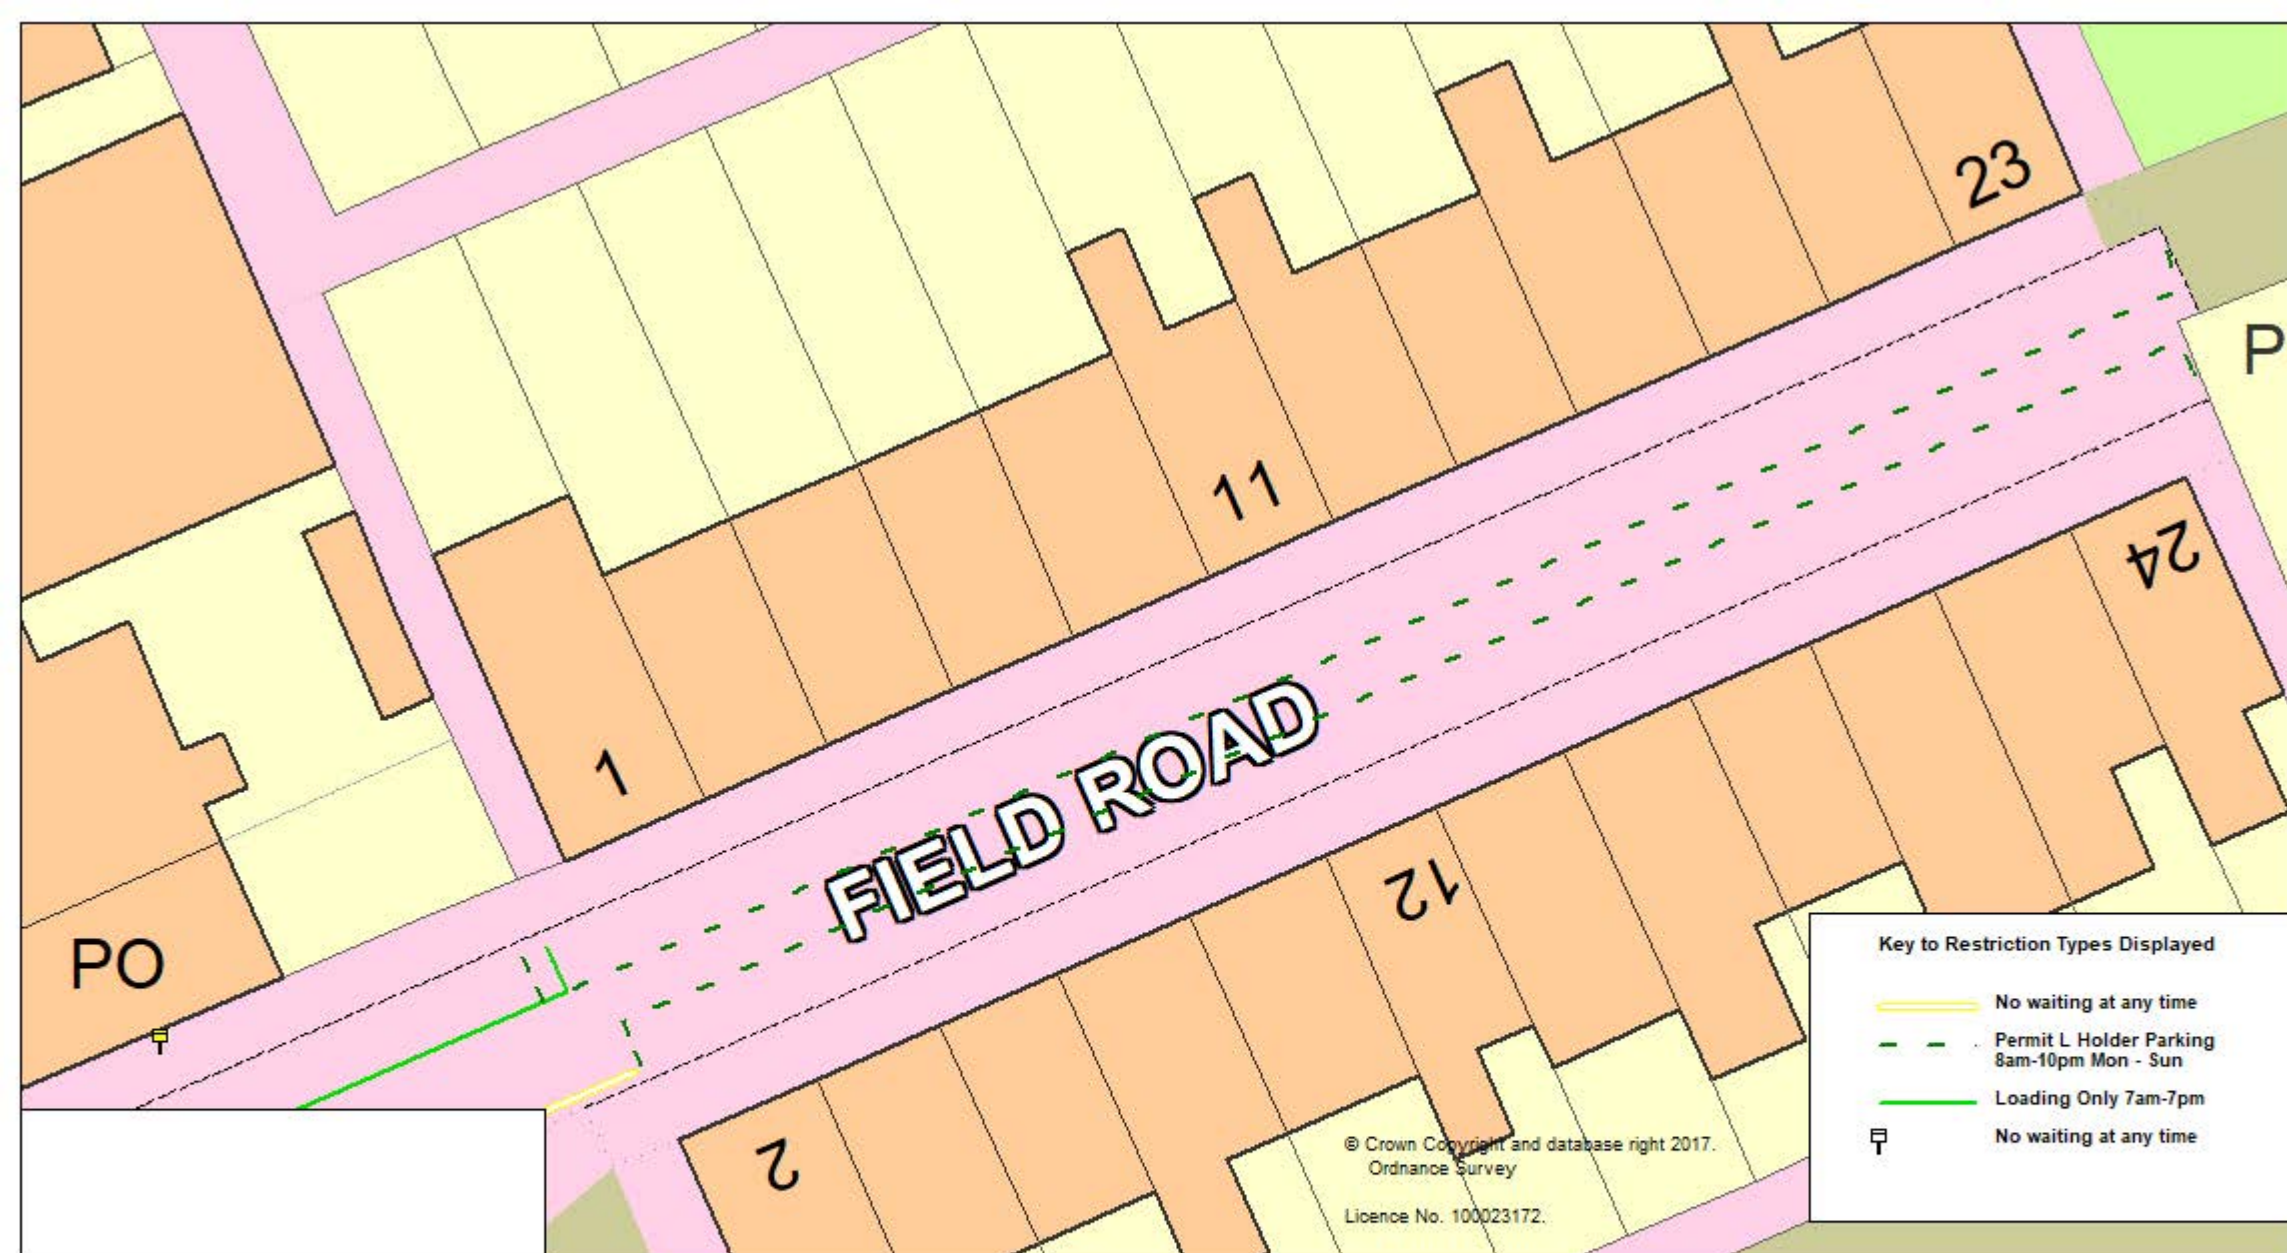 23
P
11
24
1
FIELD ROAD
12
PO
2
Key to Restriction Types Displayed
No waiting at any time
Permit L Holder Parking
8am-10pm Mon - Sun
Loading Only 7am-7pm
No waiting at any time
© Crown Copyright and database right 2017.
Ordnance Survey
Licence No. 100023172.